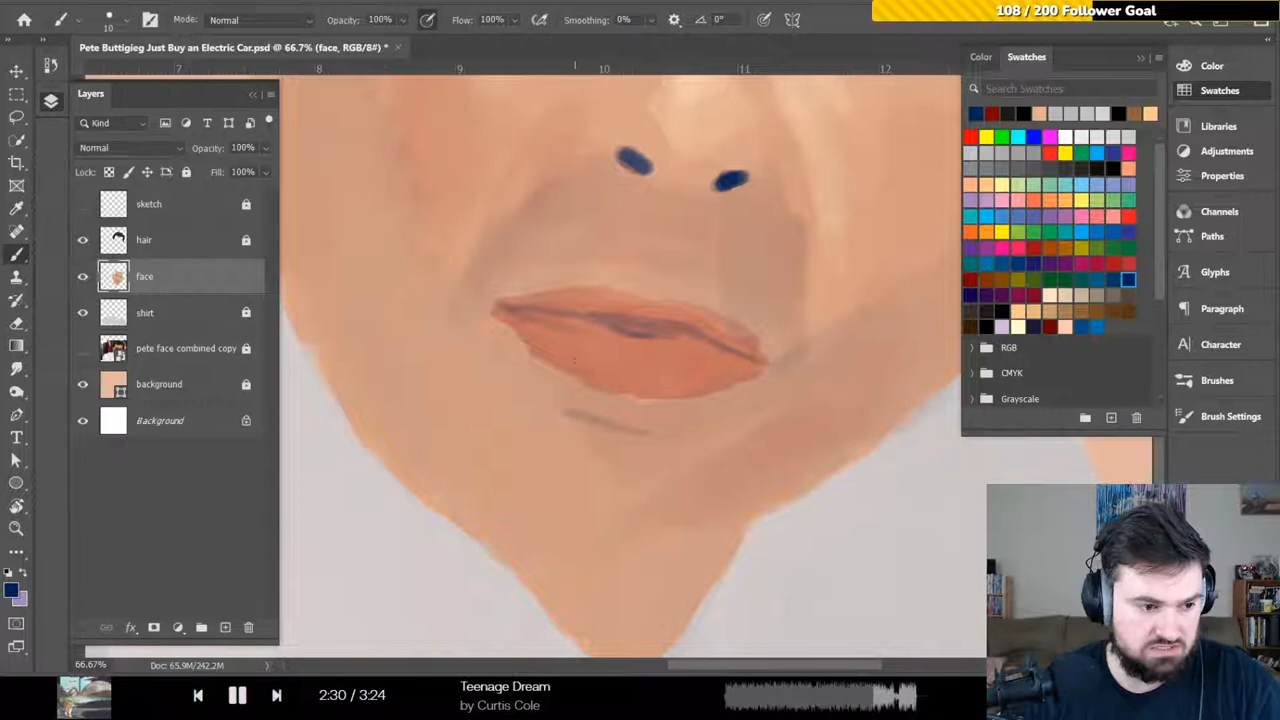 10
Mode: Normal
Opacity: 100%
Flow: 100%
Smoothing: 0%
0°
108 / 200 Follower Goal
Pete Buttigieg Just Buy an Electric Car.psd @ 66.7% (face, RGB/8#) *
7 8 9 10 11 12
Layers
Kind
Normal
Opacity: 100%
Lock:
Fill: 100%
sketch
hair
face
shirt
pete face combined copy
background
Background
Color
Swatches
Search Swatches
RGB
CMYK
Grayscale
Color
Swatches
Libraries
Adjustments
Properties
Channels
Paths
Glyphs
Paragraph
Character
Brushes
Brush Settings
66.67%
Doc: 65.9M/242.2M
2:30 / 3:24
Teenage Dream
by Curtis Cole